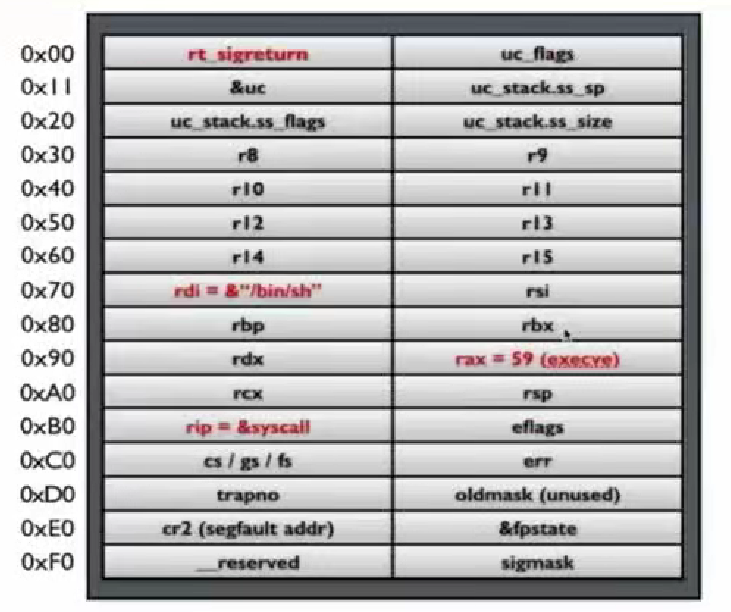 0x00 rt_sigreturn uc_flags
0x11 &uc uc_stack.ss_sp
0x20 uc_stack.ss_flags uc_stack.ss_size
0x30 r8 r9
0x40 r10 r11
0x50 r12 r13
0x60 r14 r15
0x70 rdi = &"/bin/sh" rsi
0x80 rbp rbx
0x90 rdx rax = 59 (execve)
0xA0 rcx rsp
0xB0 rip = &syscall eflags
0xC0 cs / gs / fs err
0xD0 trapno oldmask (unused)
0xE0 cr2 (segfault addr) &fpstate
0xF0 __reserved sigmask